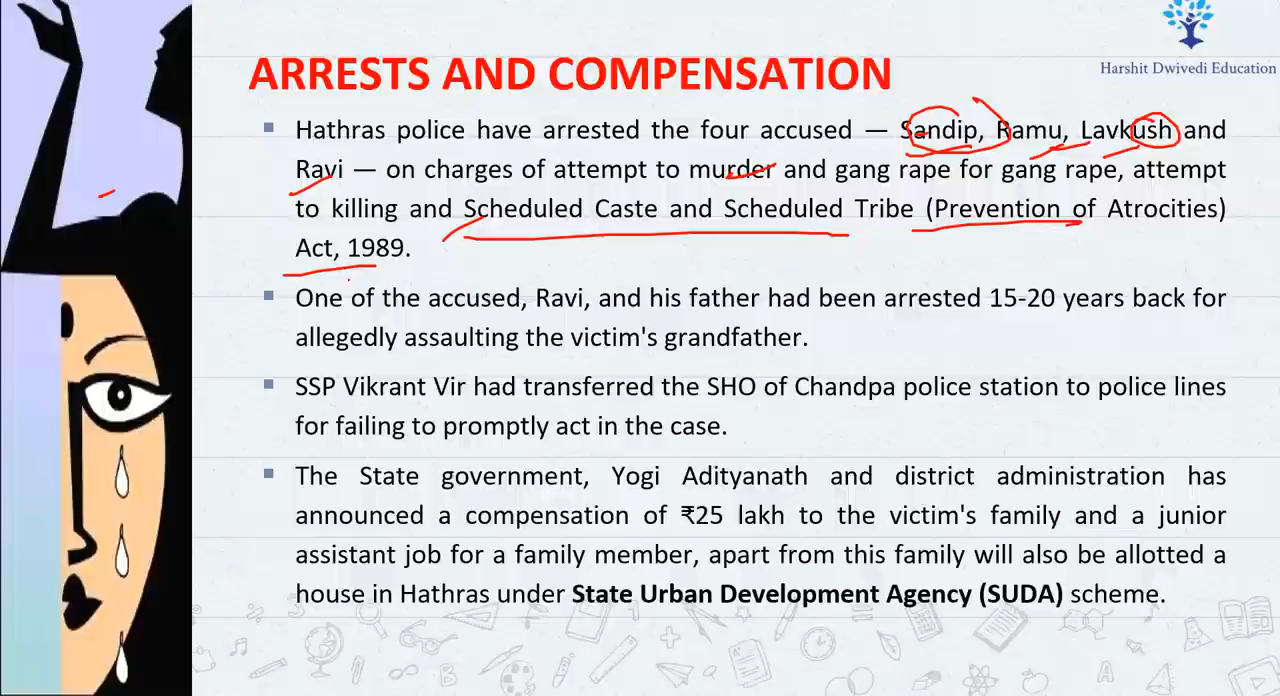 Harshit Dwivedi Education
ARRESTS AND COMPENSATION
Hathras police have arrested the four accused — Sandip, Ramu, Lavkush and
Ravi — on charges of attempt to murder and gang rape for gang rape, attempt
to killing and Scheduled Caste and Scheduled Tribe (Prevention of Atrocities)
Act, 1989.
One of the accused, Ravi, and his father had been arrested 15-20 years back for
allegedly assaulting the victim's grandfather.
SSP Vikrant Vir had transferred the SHO of Chandpa police station to police lines
for failing to promptly act in the case.
The State government, Yogi Adityanath and district administration has
announced a compensation of ₹25 lakh to the victim's family and a junior
assistant job for a family member, apart from this family will also be allotted a
house in Hathras under State Urban Development Agency (SUDA) scheme.